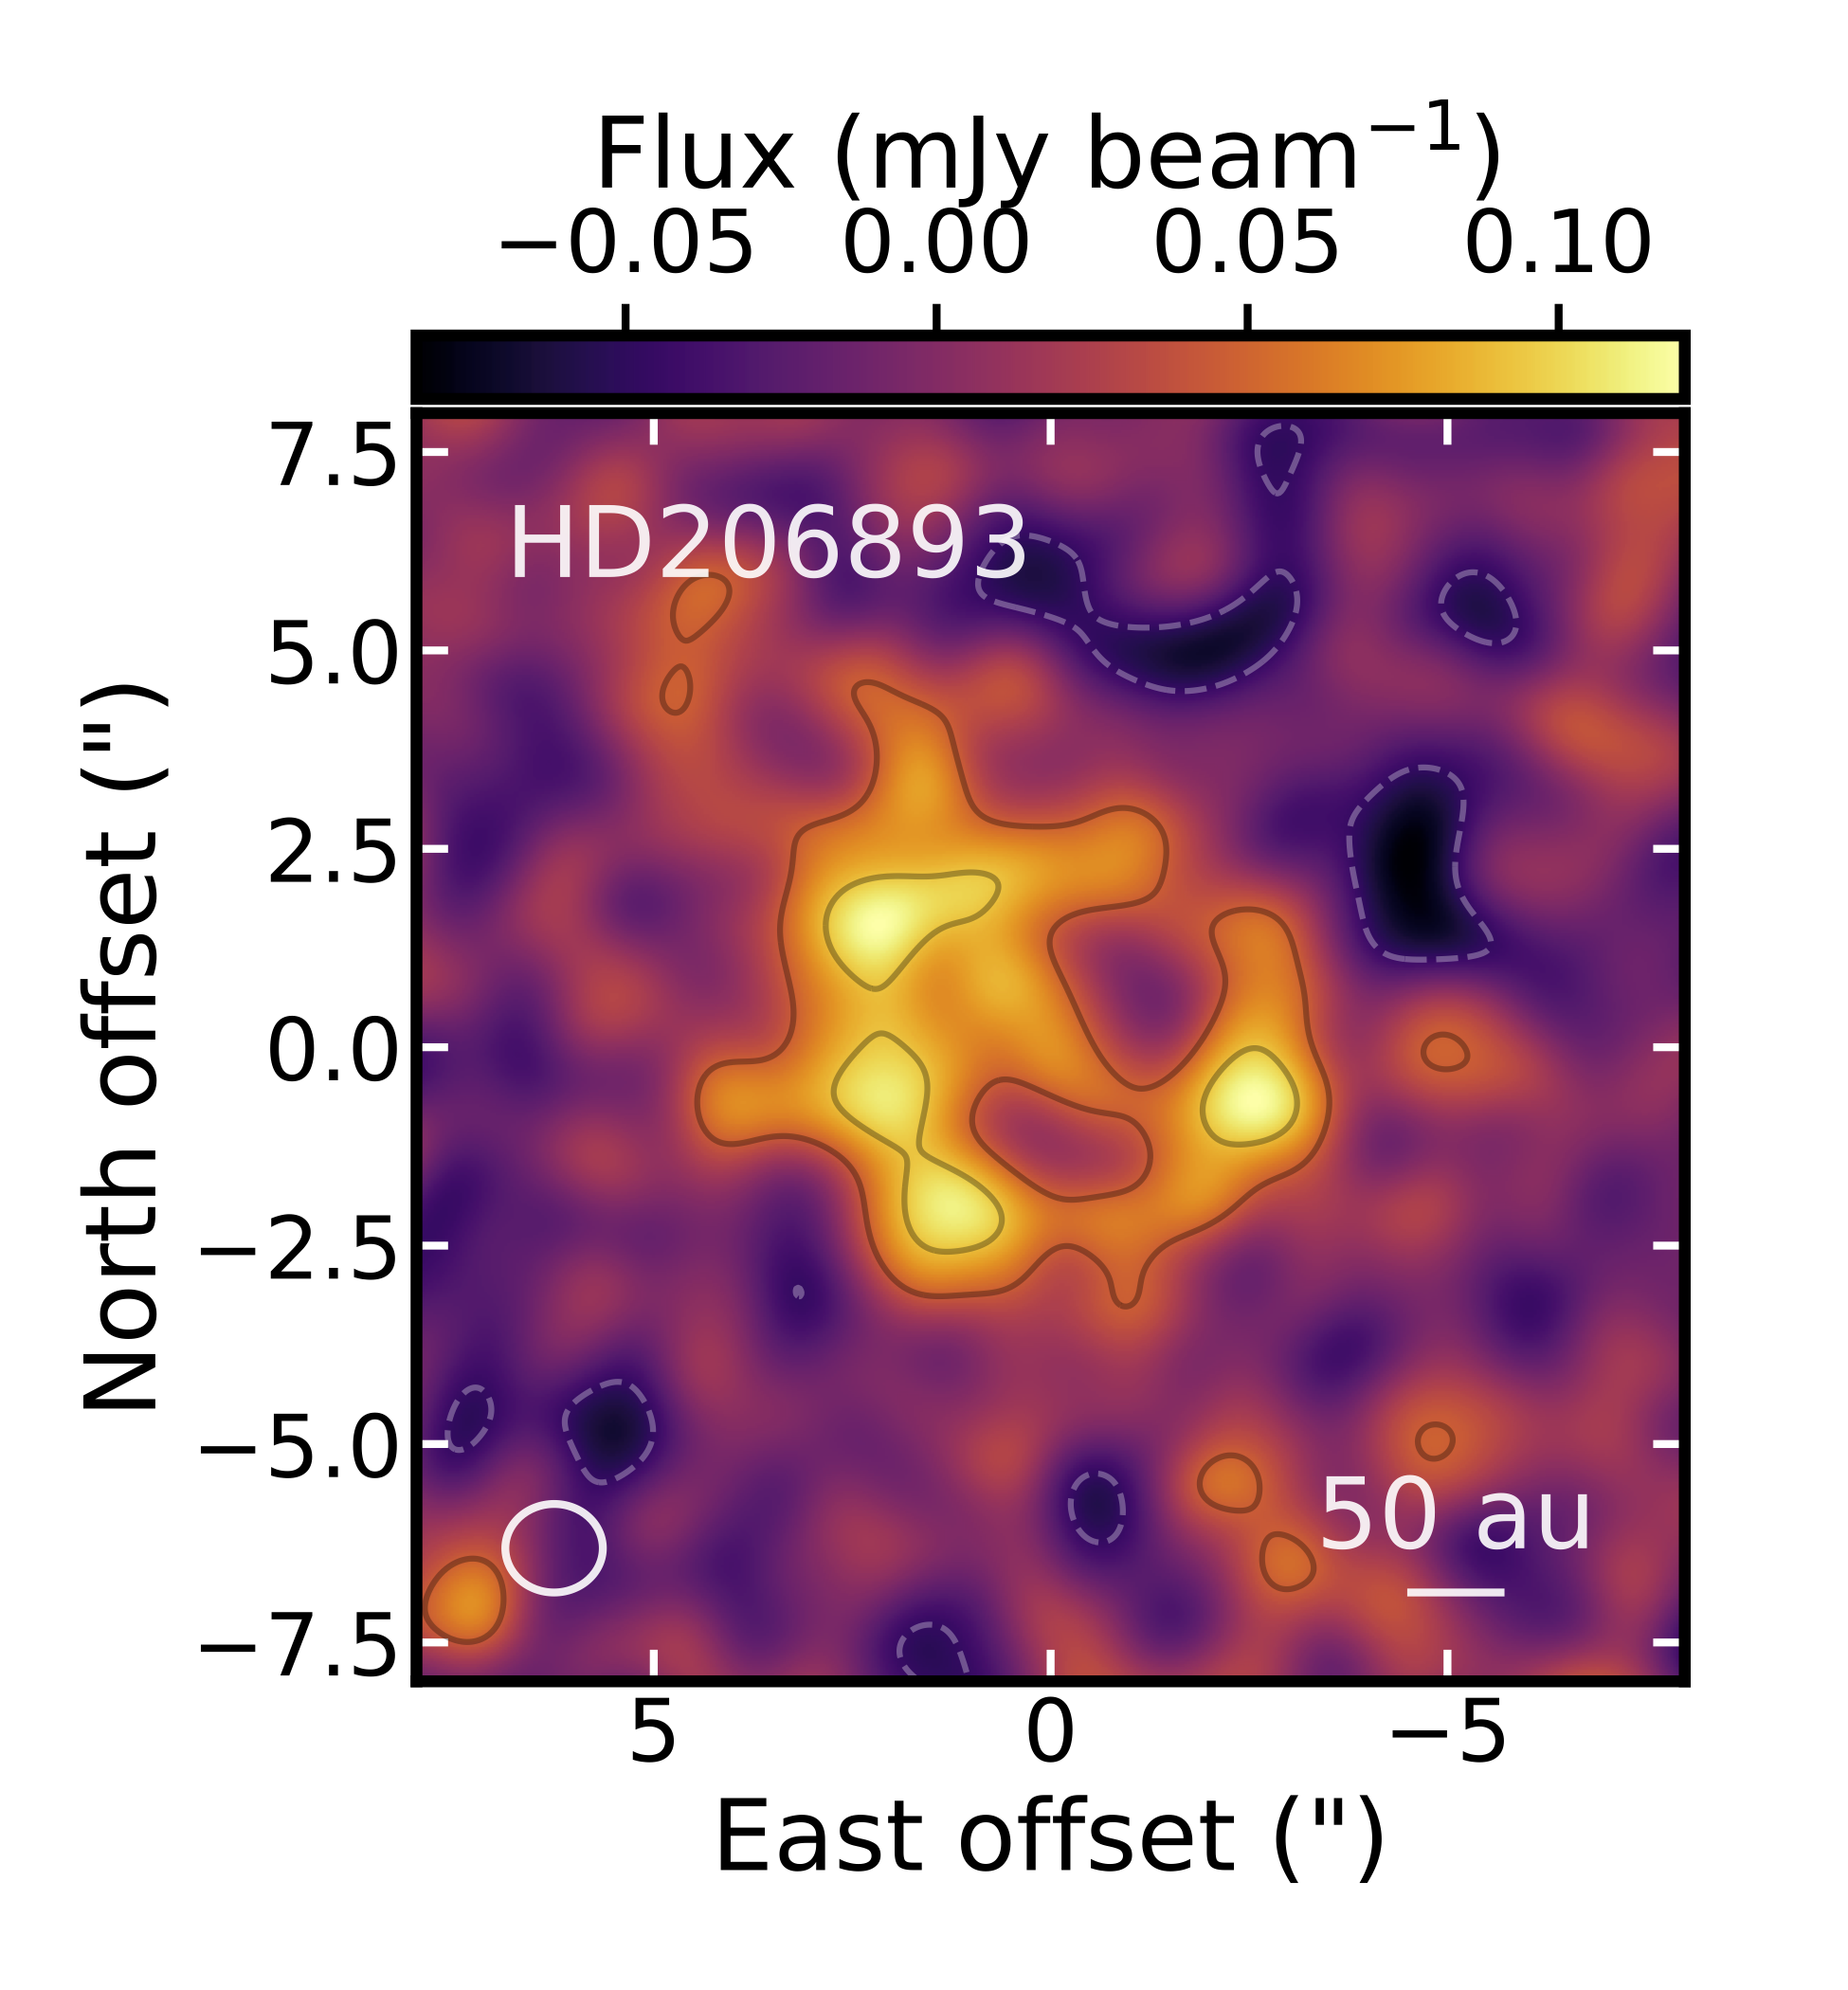 Flux (mJy beam⁻¹)
−0.05 0.00 0.05 0.10
HD206893
7.5
5.0
2.5
0.0
−2.5
−5.0
−7.5
North offset (")
50 au
5 0 −5
East offset (")